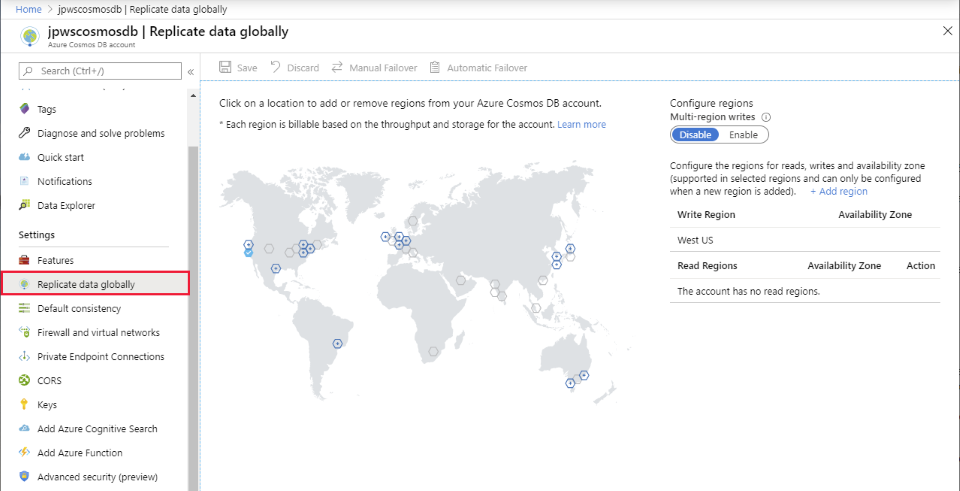 Home > jpwscosmosdb | Replicate data globally
jpwscosmosdb | Replicate data globally
Azure Cosmos DB account
Search (Ctrl+/)
«
Save
Discard
Manual Failover
Automatic Failover
Tags
Diagnose and solve problems
Quick start
Notifications
Data Explorer
Settings
Features
Replicate data globally
Default consistency
Firewall and virtual networks
Private Endpoint Connections
CORS
Keys
Add Azure Cognitive Search
Add Azure Function
Advanced security (preview)
Click on a location to add or remove regions from your Azure Cosmos DB account.
* Each region is billable based on the throughput and storage for the account. Learn more
Configure regions
Multi-region writes
Disable Enable
Configure the regions for reads, writes and availability zone
(supported in selected regions and can only be configured
when a new region is added). + Add region
Write Region Availability Zone
West US
Read Regions Availability Zone Action
The account has no read regions.